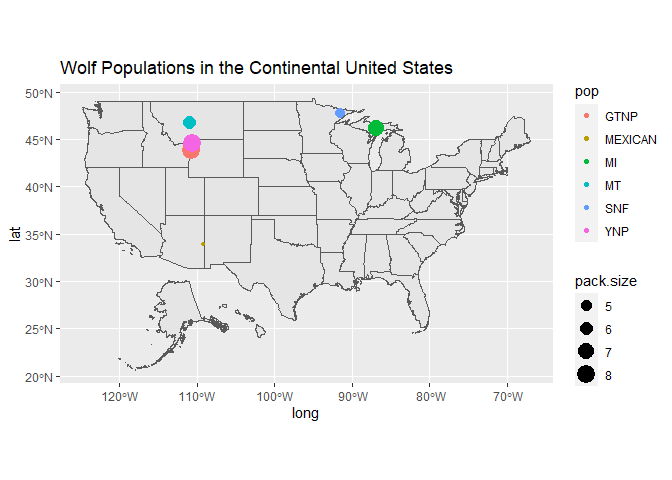 Wolf Populations in the Continental United States
50°N
45°N
40°N
35°N
30°N
25°N
20°N
lat
120°W
110°W
100°W
90°W
80°W
70°W
long
pop
GTNP
MEXICAN
MI
MT
SNF
YNP
pack.size
5
6
7
8